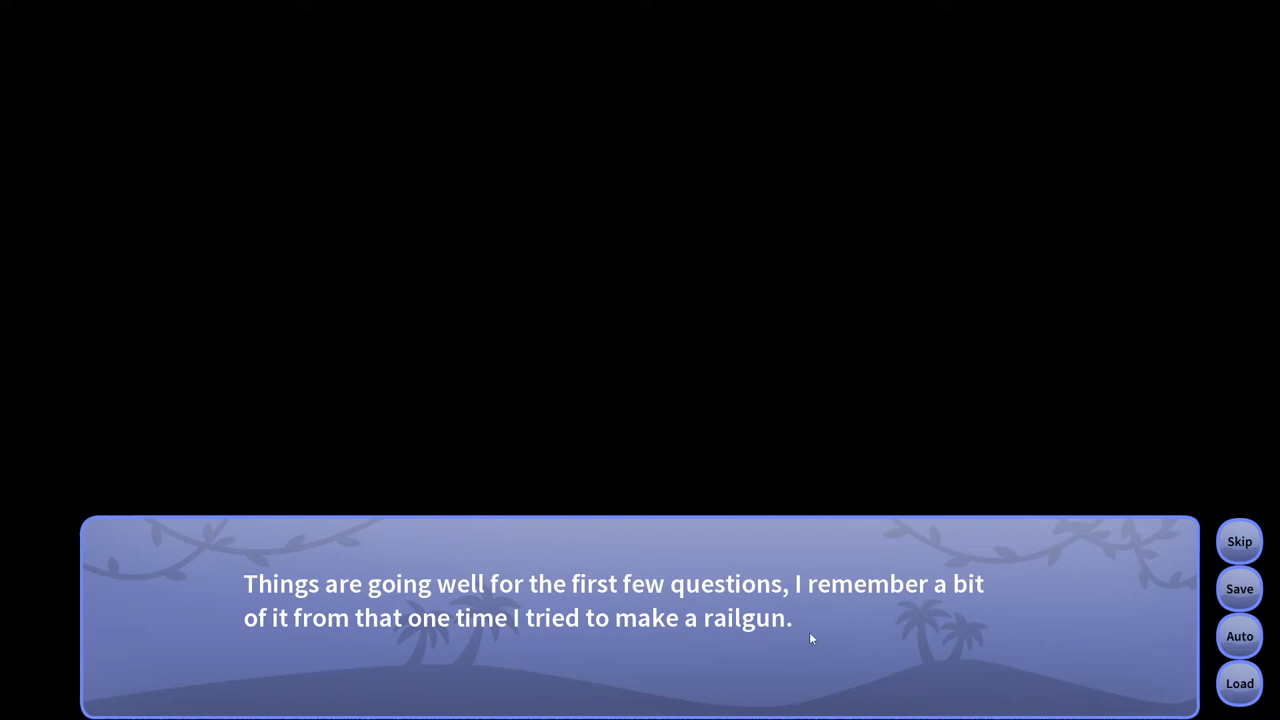 Things are going well for the first few questions, I remember a bit
of it from that one time I tried to make a railgun.
Skip
Save
Auto
Load